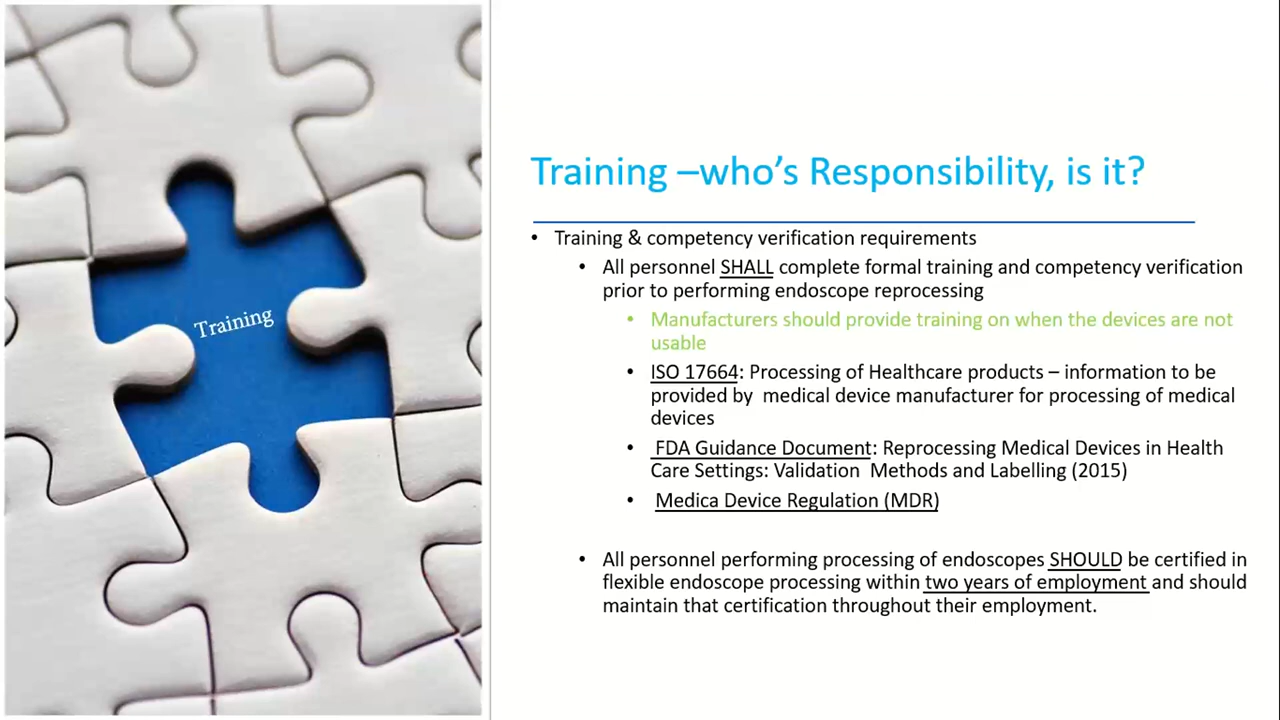 Training
Training –who's Responsibility, is it?
• Training & competency verification requirements
• All personnel SHALL complete formal training and competency verification
prior to performing endoscope reprocessing
• Manufacturers should provide training on when the devices are not
usable
• ISO 17664: Processing of Healthcare products – information to be
provided by  medical device manufacturer for processing of medical
devices
• FDA Guidance Document: Reprocessing Medical Devices in Health
Care Settings: Validation  Methods and Labelling (2015)
• Medica Device Regulation (MDR)
• All personnel performing processing of endoscopes SHOULD be certified in
flexible endoscope processing within two years of employment and should
maintain that certification throughout their employment.